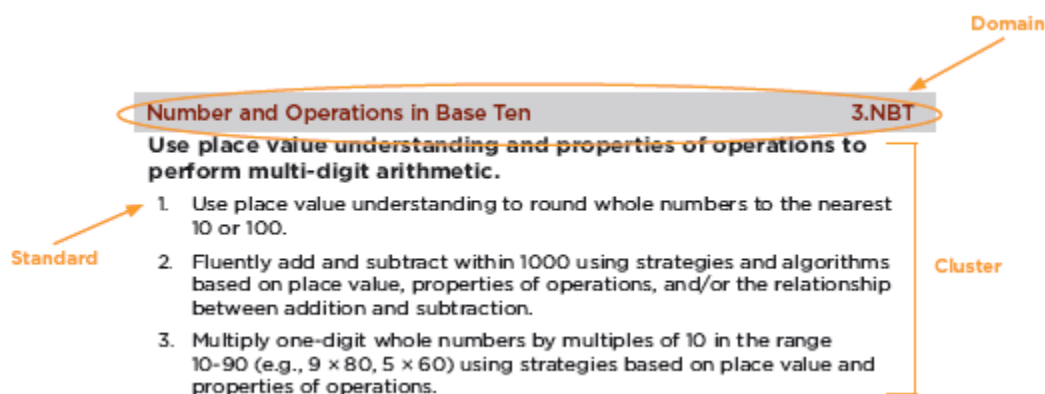 Domain
Number and Operations in Base Ten 3.NBT
Use place value understanding and properties of operations to
perform multi-digit arithmetic.
1. Use place value understanding to round whole numbers to the nearest
10 or 100.
Standard
2. Fluently add and subtract within 1000 using strategies and algorithms
based on place value, properties of operations, and/or the relationship
between addition and subtraction.
Cluster
3. Multiply one-digit whole numbers by multiples of 10 in the range
10-90 (e.g., 9 × 80, 5 × 60) using strategies based on place value and
properties of operations.